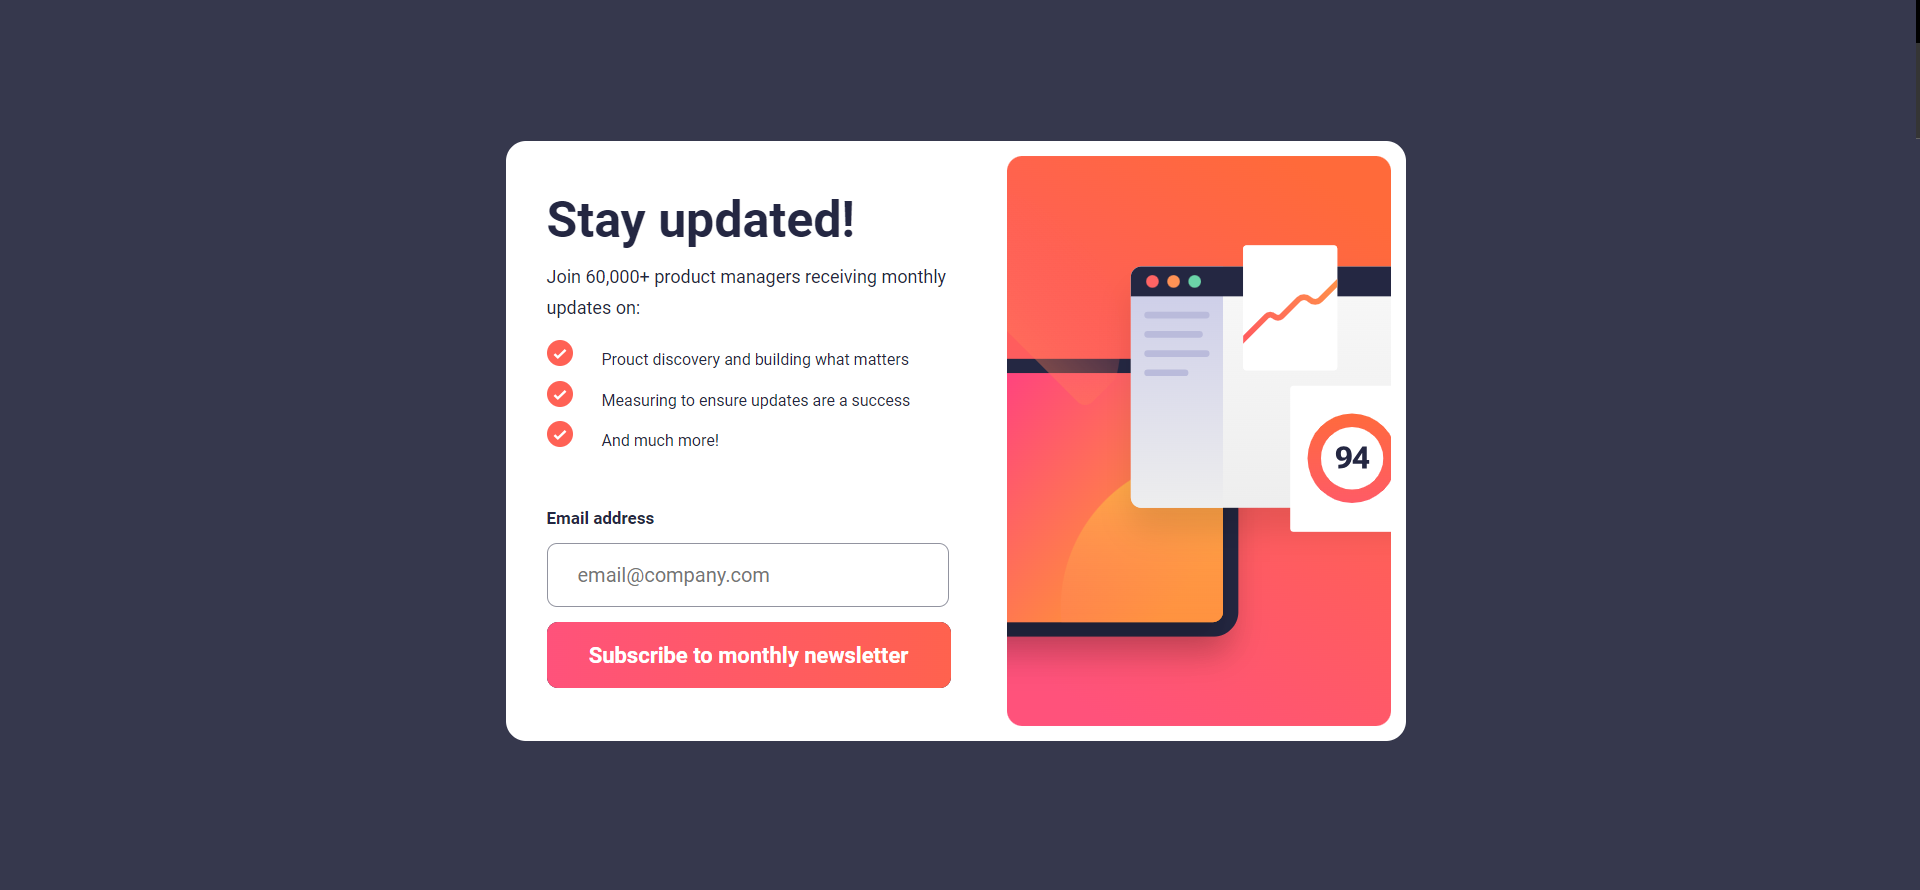 Stay updated!
Join 60,000+ product managers receiving monthly
updates on:
Prouct discovery and building what matters
Measuring to ensure updates are a success
And much more!
Email address
email@company.com
Subscribe to monthly newsletter
94